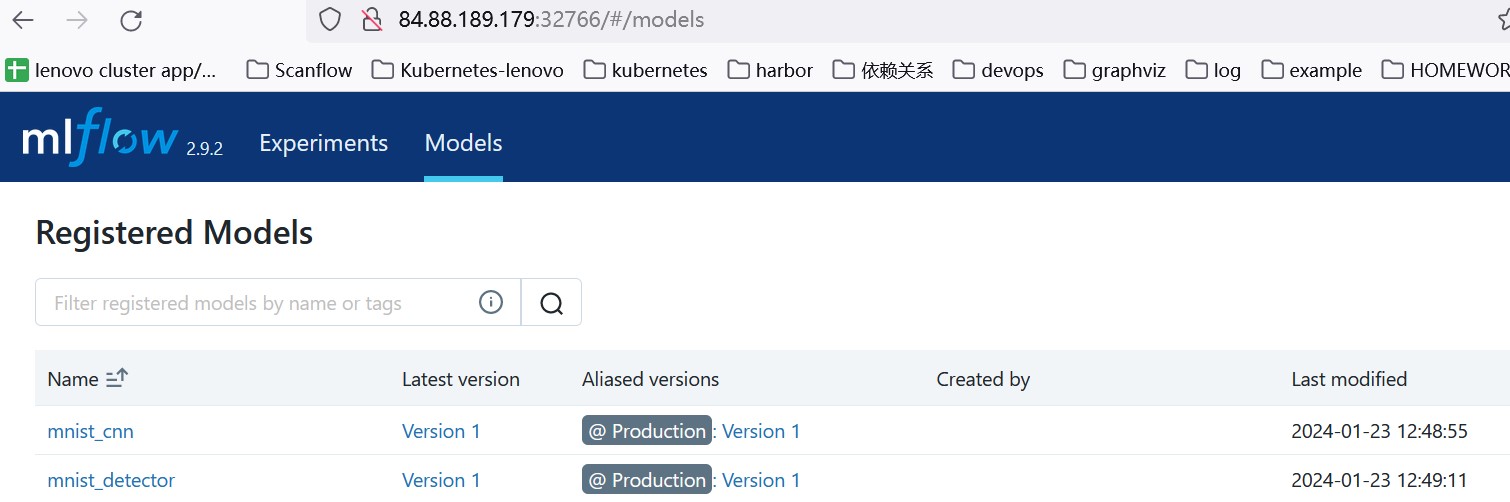 84.88.189.179:32766/#/models
lenovo cluster app/... Scanflow Kubernetes-lenovo kubernetes harbor 依赖关系 devops graphviz log example HOMEWOR
mlflow 2.9.2 Experiments Models
Registered Models
Filter registered models by name or tags
Name Latest version Aliased versions Created by Last modified
mnist_cnn Version 1 @ Production: Version 1 2024-01-23 12:48:55
mnist_detector Version 1 @ Production: Version 1 2024-01-23 12:49:11